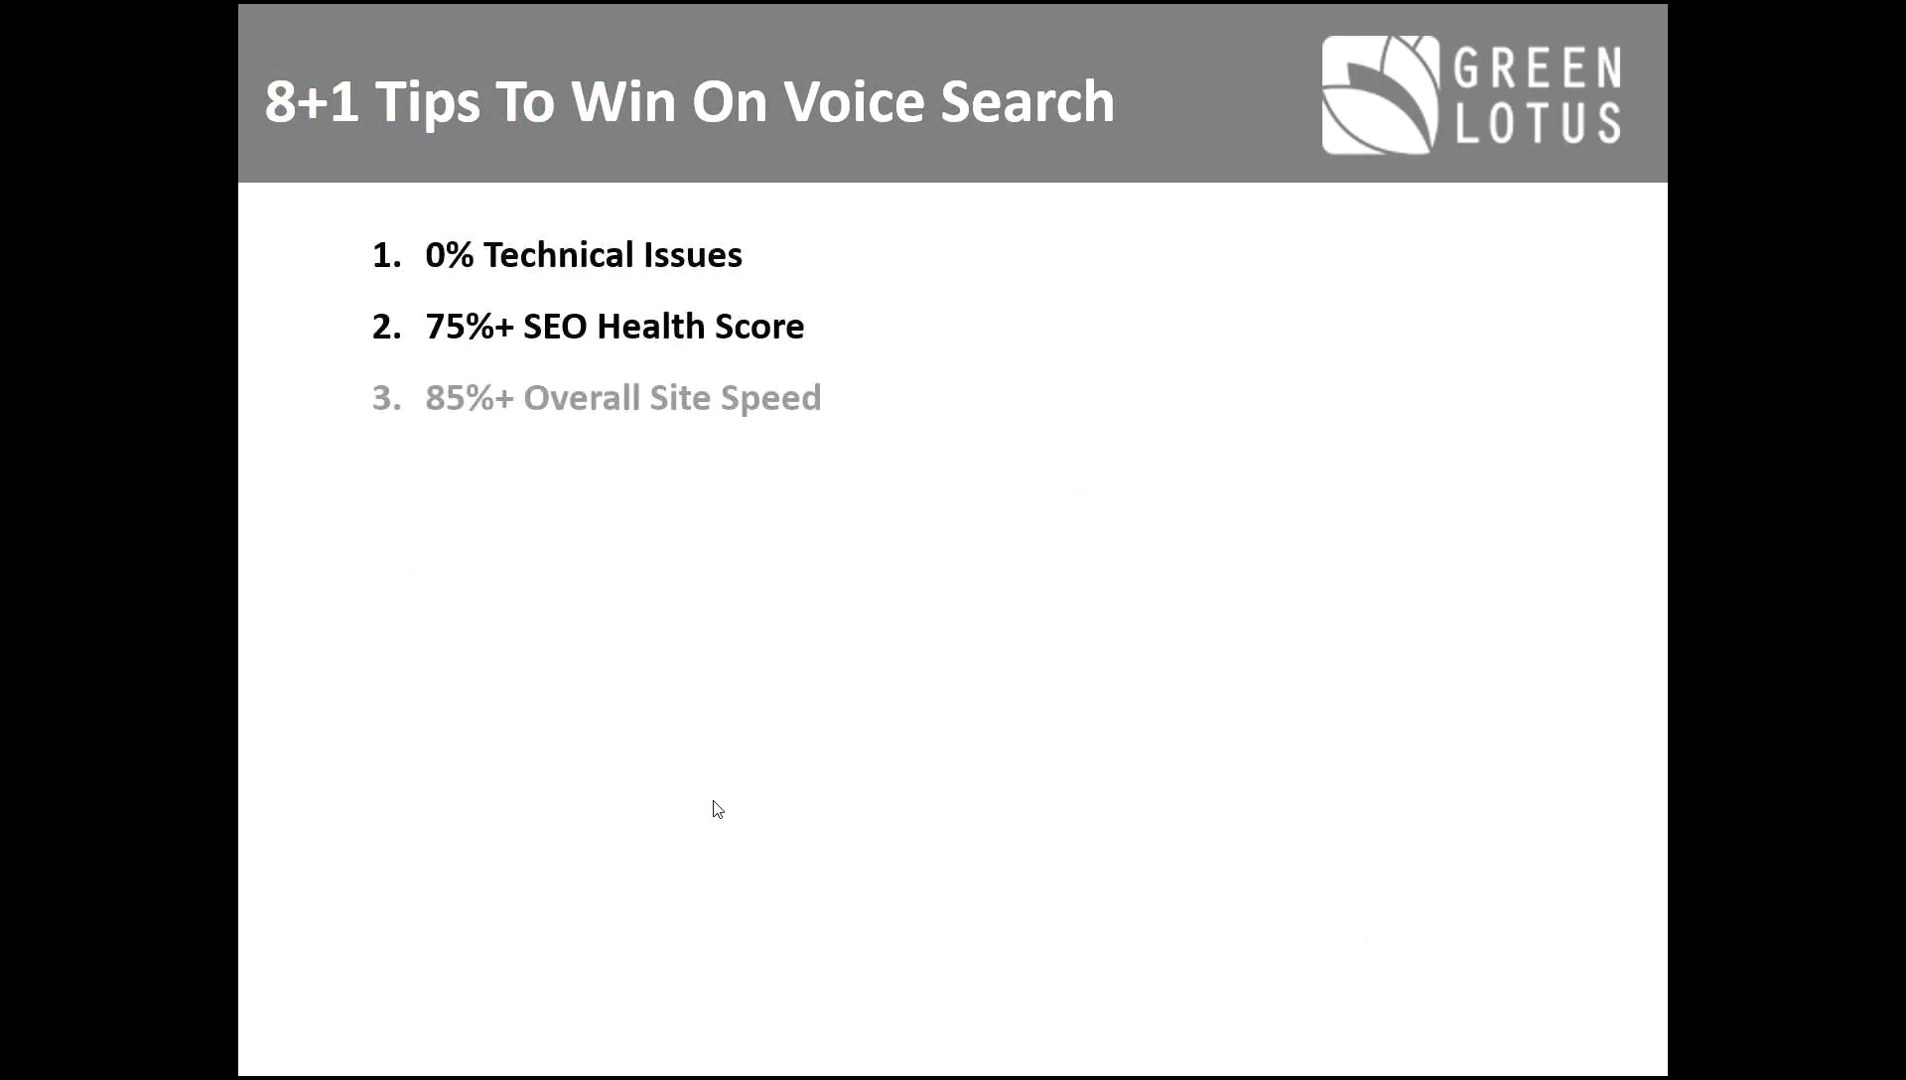 8+1 Tips To Win On Voice Search
GREEN
LOTUS
1. 0% Technical Issues
2. 75%+ SEO Health Score
3. 85%+ Overall Site Speed